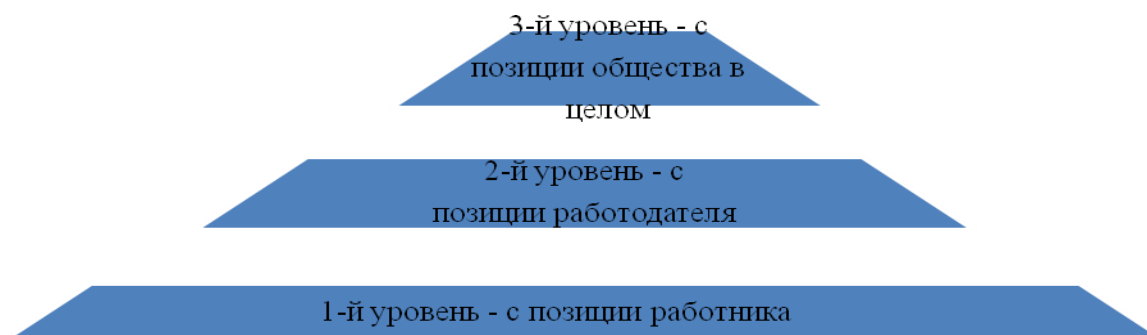 3-й уровень - с
позиции общества в
целом
2-й уровень - с
позиции работодателя
1-й уровень - с позиции работника